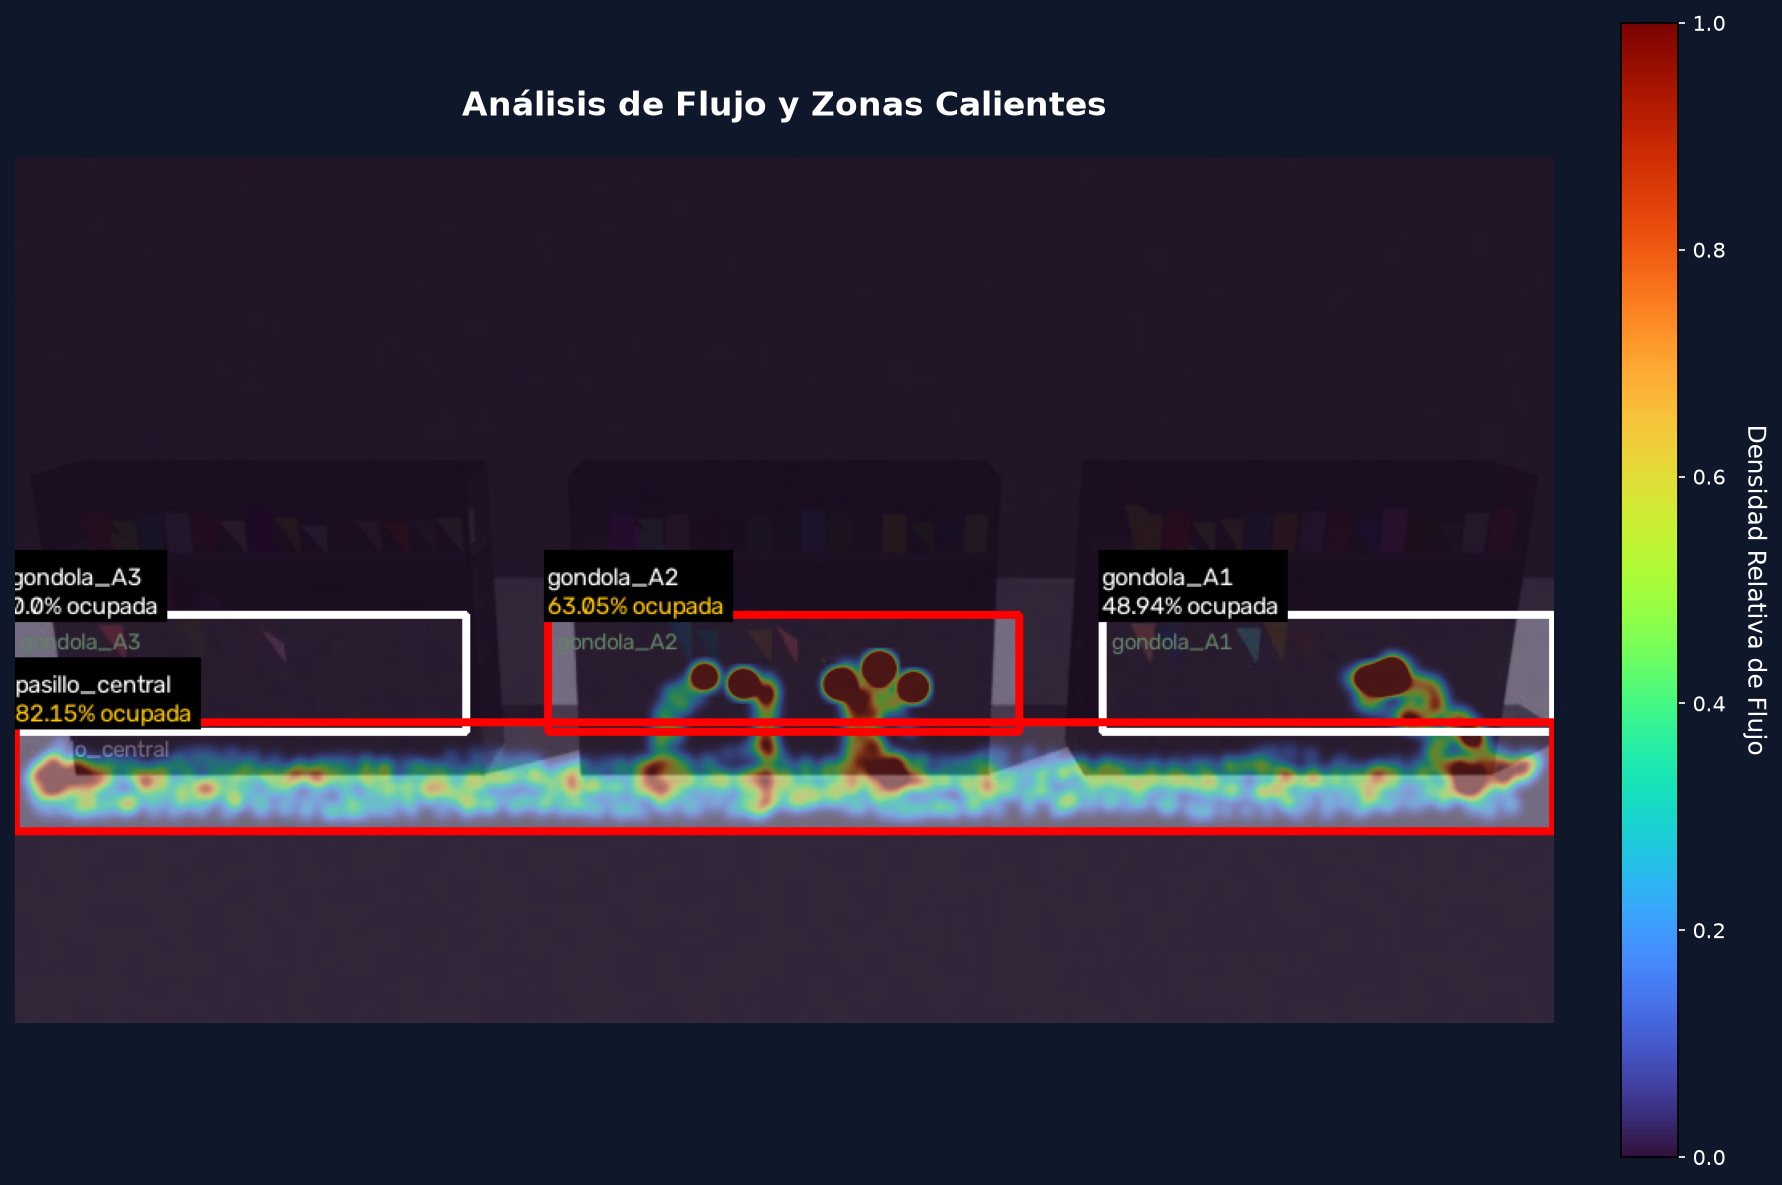 Análisis de Flujo y Zonas Calientes
gondola_A3
0.0% ocupada
gondola_A3
pasillo_central
82.15% ocupada
o_central
gondola_A2
63.05% ocupada
gondola_A2
gondola_A1
48.94% ocupada
gondola_A1
1.0
0.8
0.6
0.4
0.2
0.0
Densidad Relativa de Flujo